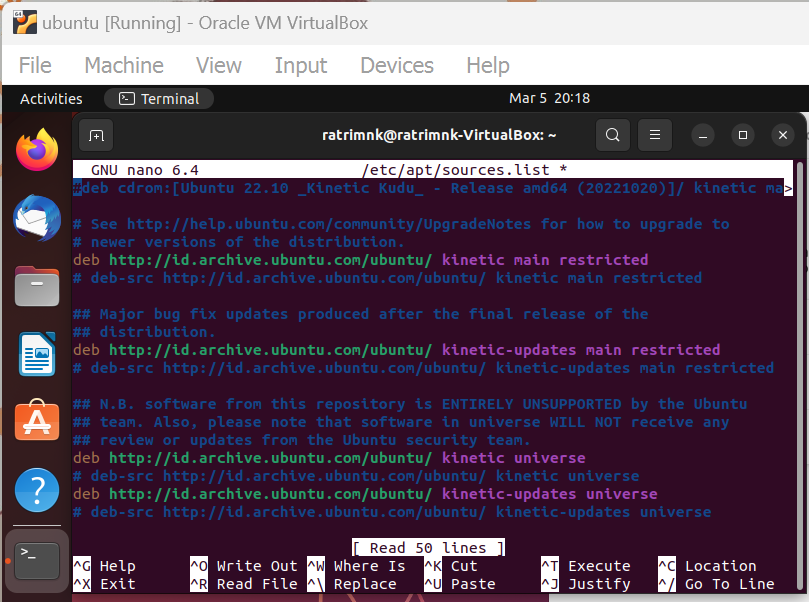 ubuntu [Running] - Oracle VM VirtualBox
File Machine View Input Devices Help
Activities Terminal Mar 5 20:18
ratrimnk@ratrimnk-VirtualBox: ~
GNU nano 6.4 /etc/apt/sources.list *
#deb cdrom:[Ubuntu 22.10 _Kinetic Kudu_ - Release amd64 (20221020)]/ kinetic ma>
# See http://help.ubuntu.com/community/UpgradeNotes for how to upgrade to
# newer versions of the distribution.
deb http://id.archive.ubuntu.com/ubuntu/ kinetic main restricted
# deb-src http://id.archive.ubuntu.com/ubuntu/ kinetic main restricted
## Major bug fix updates produced after the final release of the
## distribution.
deb http://id.archive.ubuntu.com/ubuntu/ kinetic-updates main restricted
# deb-src http://id.archive.ubuntu.com/ubuntu/ kinetic-updates main restricted
## N.B. software from this repository is ENTIRELY UNSUPPORTED by the Ubuntu
## team. Also, please note that software in universe WILL NOT receive any
## review or updates from the Ubuntu security team.
deb http://id.archive.ubuntu.com/ubuntu/ kinetic universe
# deb-src http://id.archive.ubuntu.com/ubuntu/ kinetic universe
deb http://id.archive.ubuntu.com/ubuntu/ kinetic-updates universe
# deb-src http://id.archive.ubuntu.com/ubuntu/ kinetic-updates universe
[ Read 50 lines ]
^G Help ^O Write Out ^W Where Is ^K Cut ^T Execute ^C Location
^X Exit ^R Read File ^\ Replace ^U Paste ^J Justify ^/ Go To Line